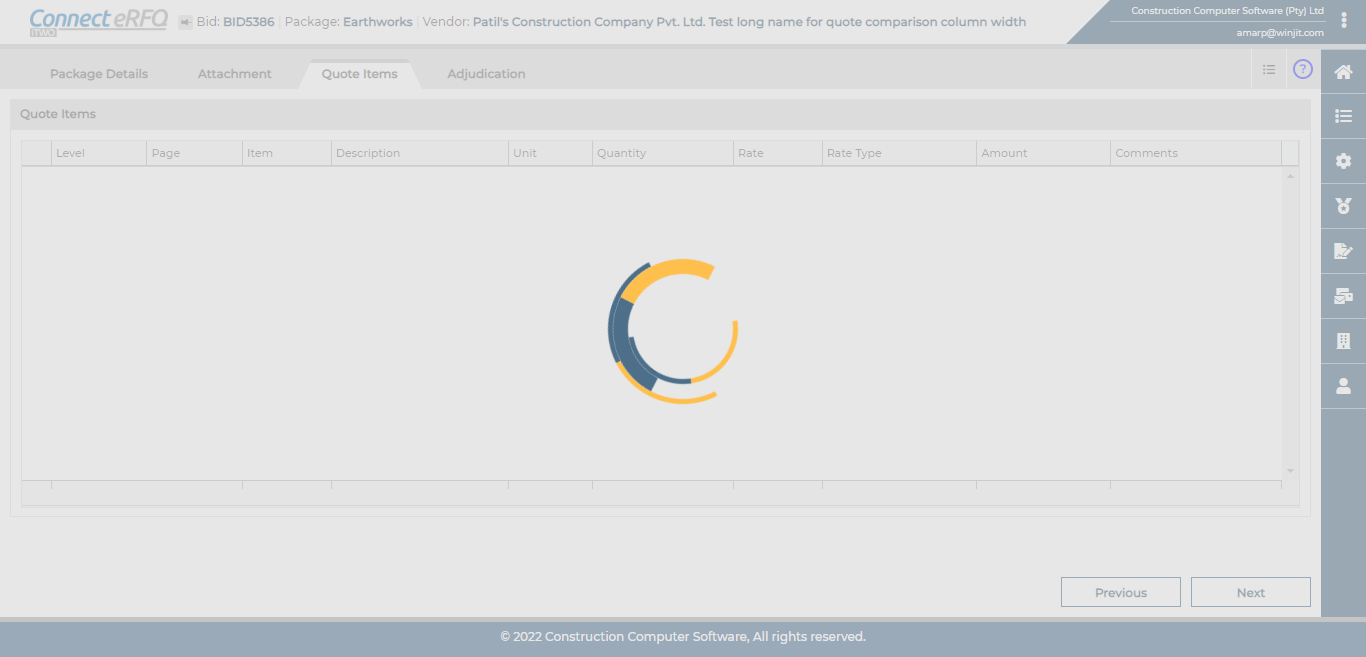 Connect eRFQ
iTWO
Bid: BID5386 | Package: Earthworks | Vendor: Patil's Construction Company Pvt. Ltd. Test long name for quote comparison column width
Construction Computer Software (Pty) Ltd
amarp@winjit.com
Package Details Attachment Quote Items Adjudication
?
Quote Items
Level Page Item Description Unit Quantity Rate Rate Type Amount Comments
Previous Next
© 2022 Construction Computer Software, All rights reserved.